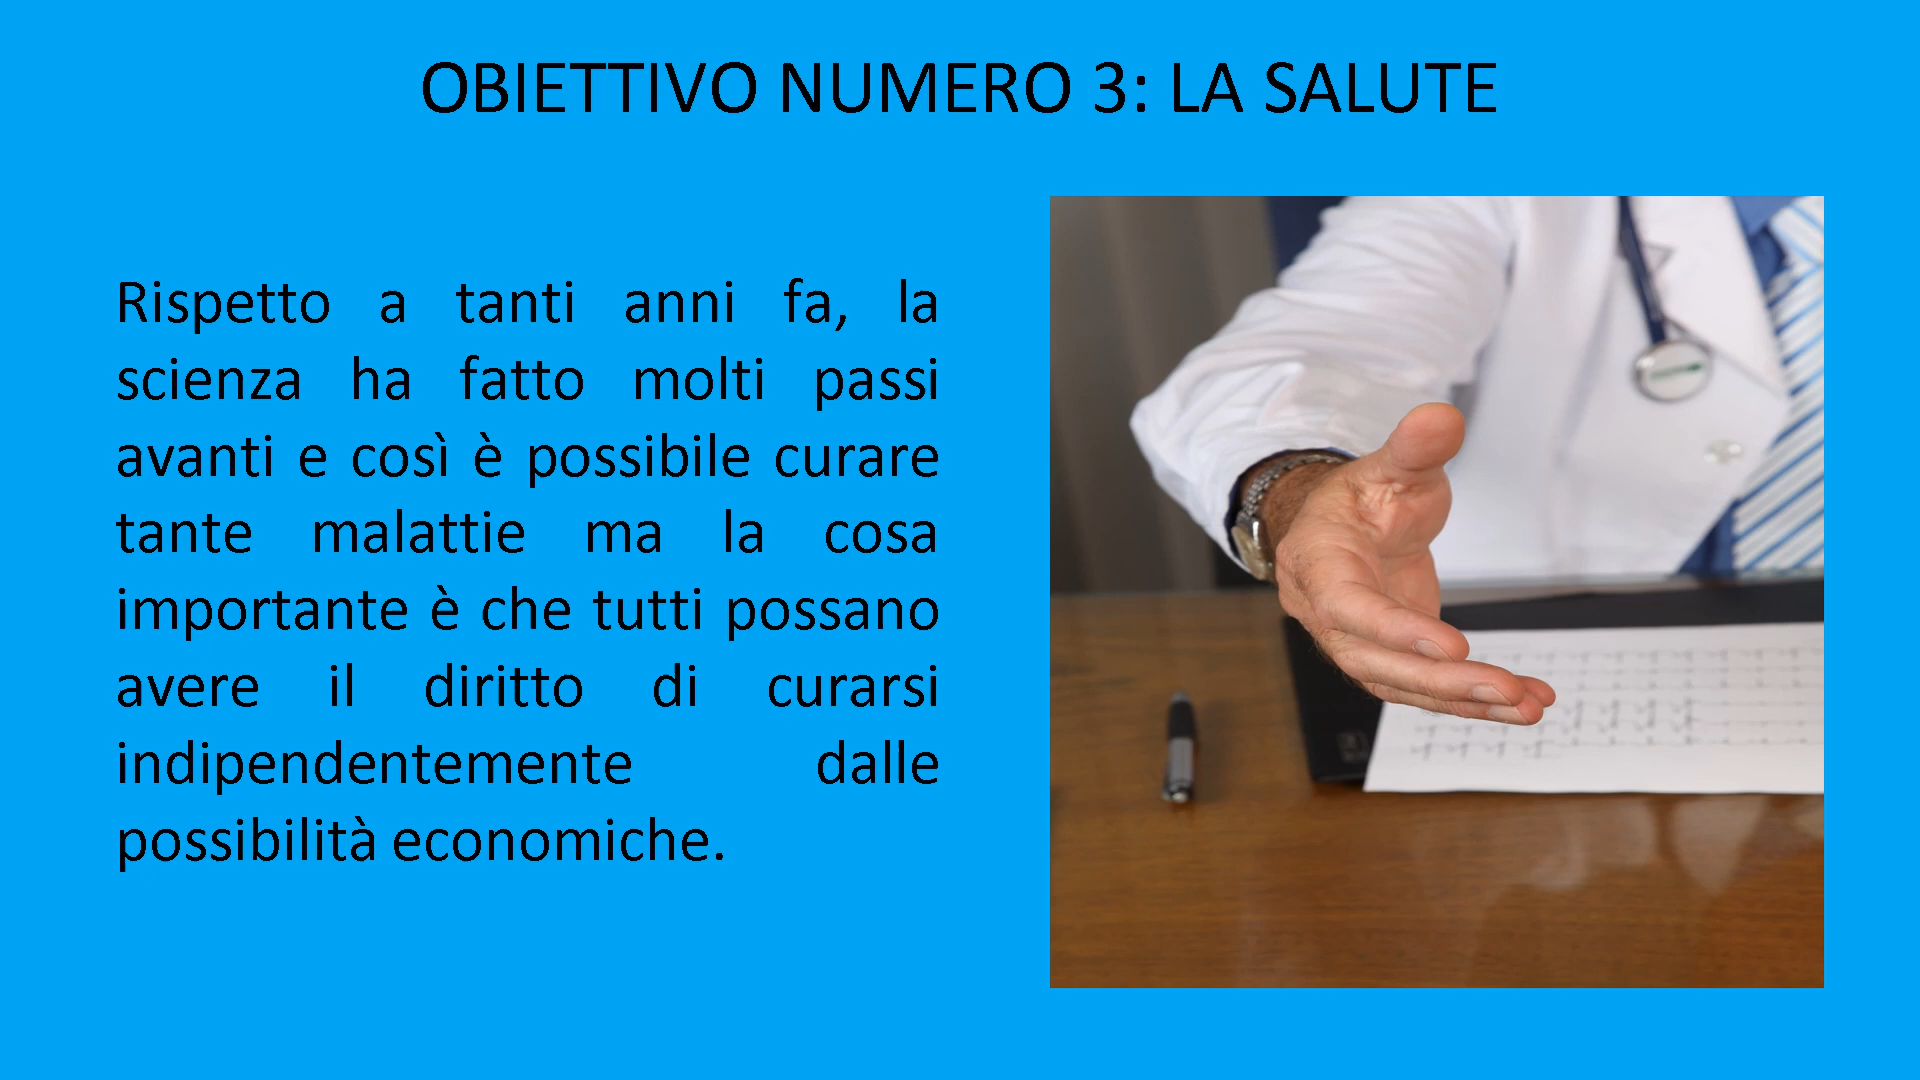 OBIETTIVO NUMERO 3: LA SALUTE
Rispetto a tanti anni fa, la
scienza ha fatto molti passi
avanti e così è possibile curare
tante malattie ma la cosa
importante è che tutti possano
avere il diritto di curarsi
indipendentemente dalle
possibilità economiche.